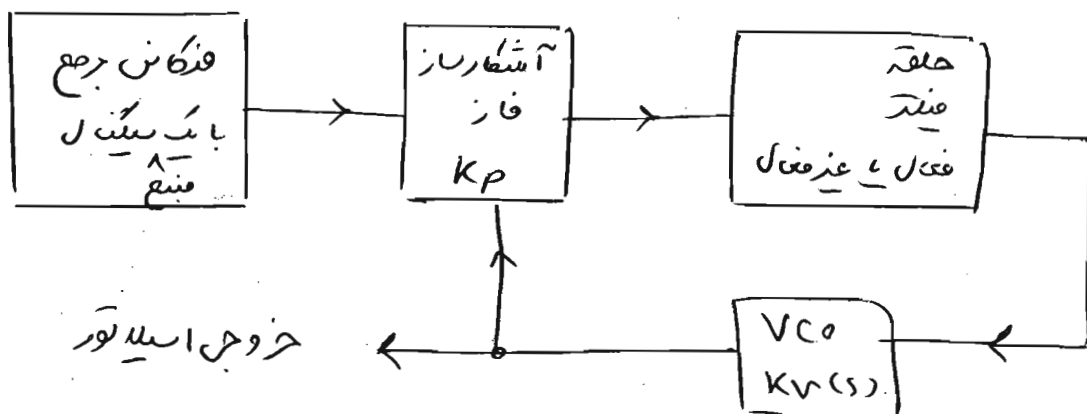 فرکانس مرجع
با یک سیگنال
منبع
آشکارساز
فاز
Kp
حلقه
فیلتر
فعال یا غیرفعال
VCO
Kv(s)
خروجی اسیلاتور